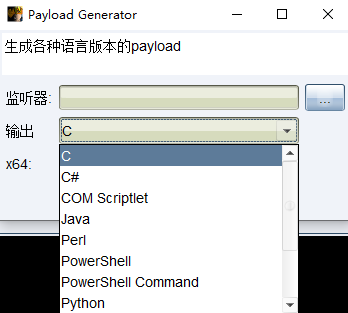 Payload Generator
生成各种语言版本的payload
监听器:
...
输出
C
x64:
C
C#
COM Scriptlet
Java
Perl
PowerShell
PowerShell Command
Python